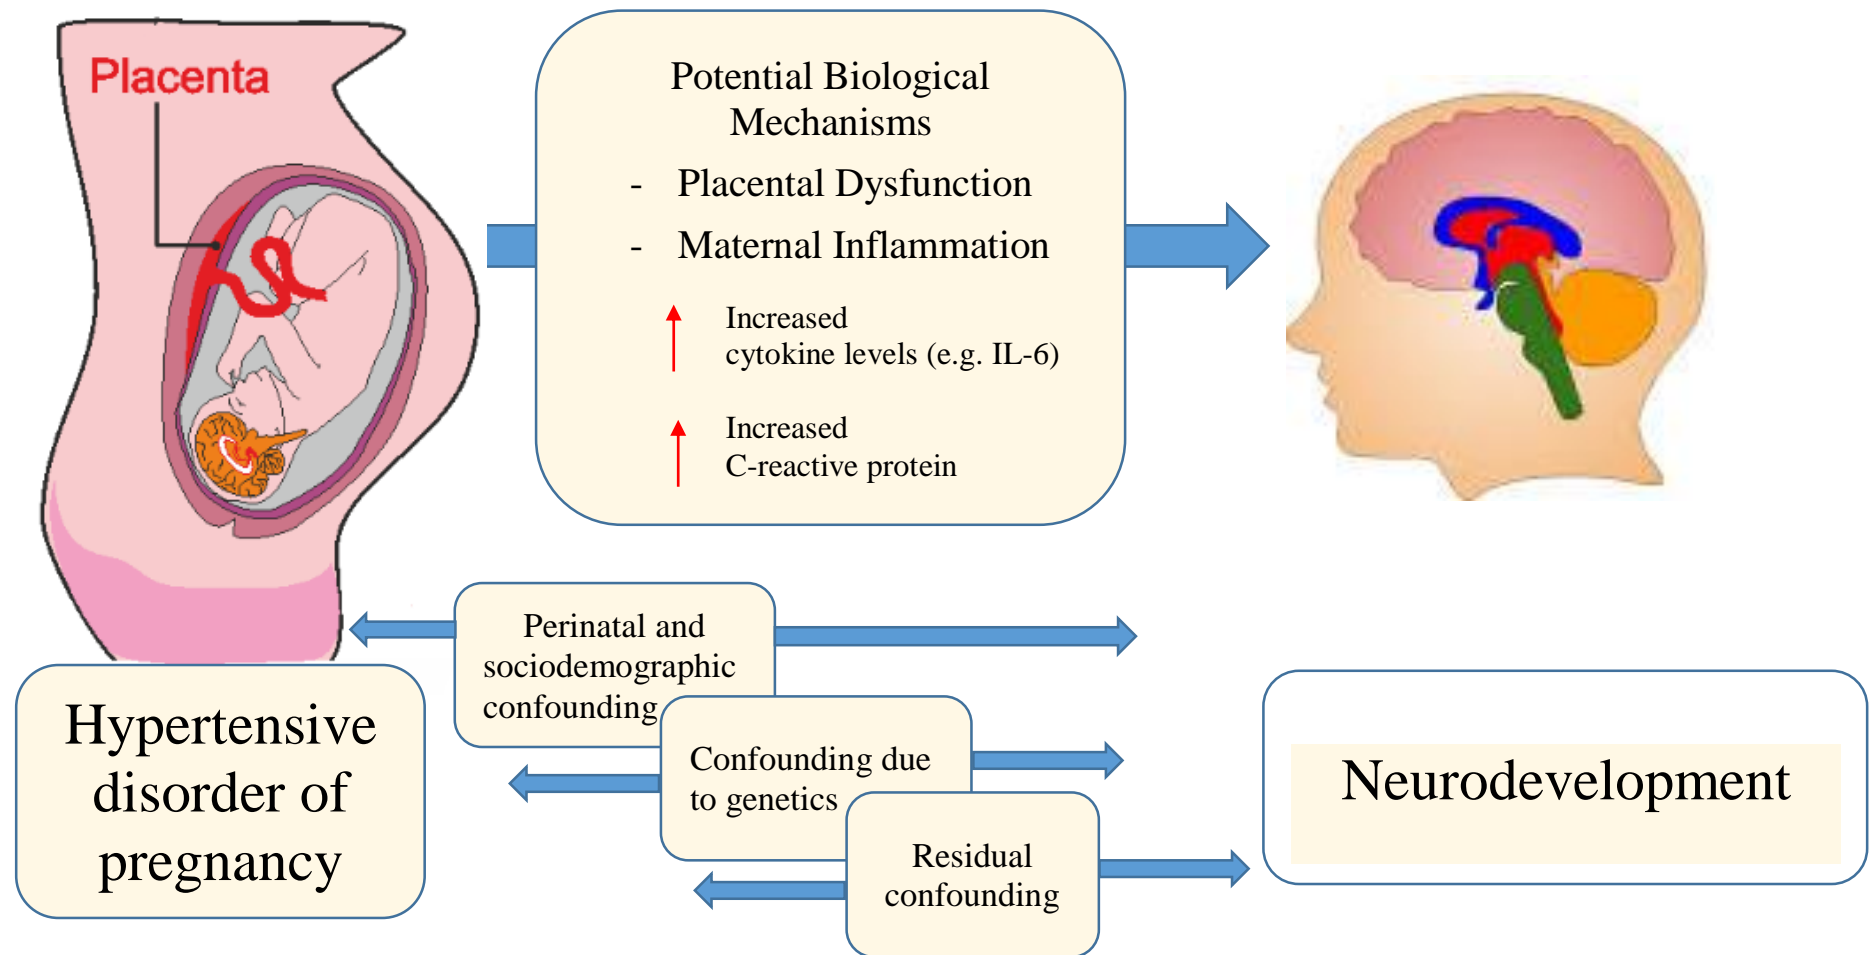 Placenta
Potential Biological
Mechanisms
- Placental Dysfunction
- Maternal Inflammation
Increased
cytokine levels (e.g. IL-6)
Increased
C-reactive protein
Perinatal and
sociodemographic
confounding
Hypertensive
disorder of
pregnancy
Confounding due
to genetics
Residual
confounding
Neurodevelopment